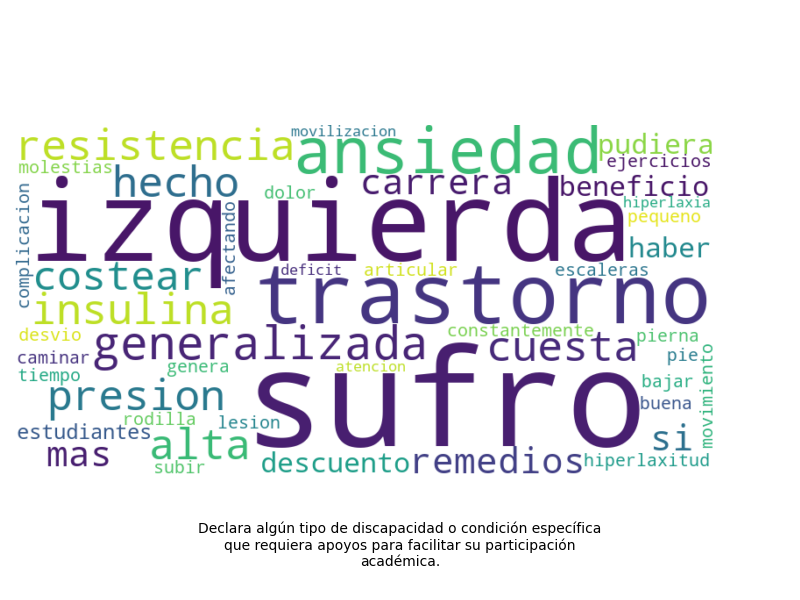 movilizacion
resistencia ansiedad pudiera
molestias ejercicios
hecho dolor carrera beneficio
complicacion izquierda hiperlaxia
afectando pequeno
haber
costear deficit articular escaleras
insulina trastorno
desvio generalizada constantemente cuesta pierna
caminar genera atencion pie
tiempo sufro bajar
presion buena movimiento
rodilla lesion
estudiantes alta si
mas subir descuento remedios hiperlaxitud
Declara algún tipo de discapacidad o condición específica
que requiera apoyos para facilitar su participación
académica.